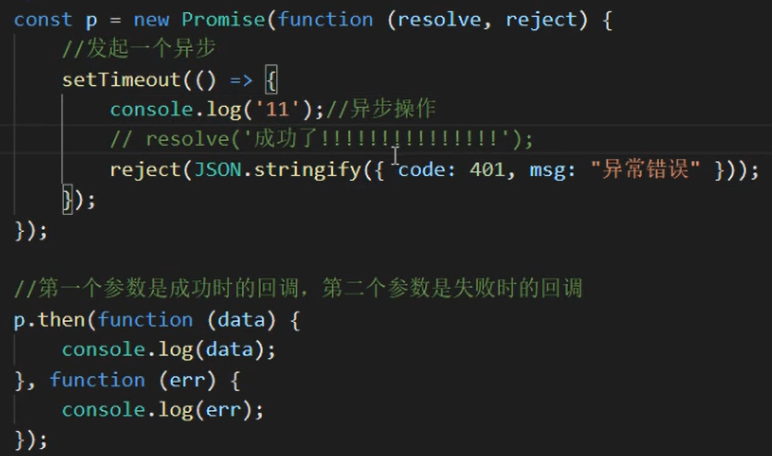 const p = new Promise(function (resolve, reject) {
    //发起一个异步
    setTimeout(() => {
        console.log('11');//异步操作
        // resolve('成功了!!!!!!!!!!!!!!!');
        reject(JSON.stringify({ code: 401, msg: "异常错误" }));
    });
});

//第一个参数是成功时的回调，第二个参数是失败时的回调
p.then(function (data) {
    console.log(data);
}, function (err) {
    console.log(err);
});